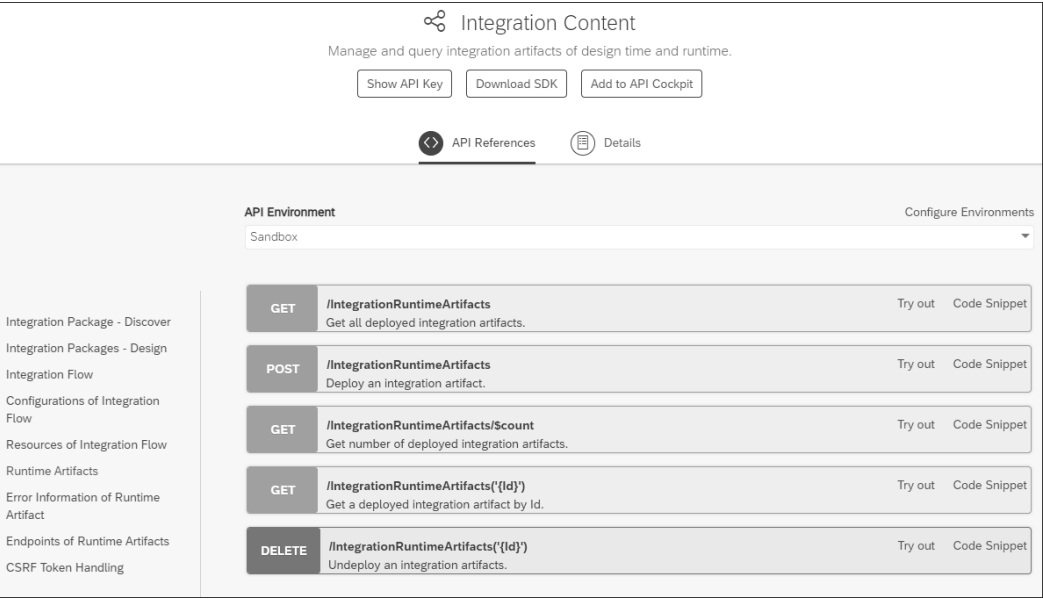 Integration Content
Manage and query integration artifacts of design time and runtime.
Show API Key
Download SDK
Add to API Cockpit
API References
Details
API Environment
Configure Environments
Sandbox
Integration Package - Discover
Integration Packages - Design
Integration Flow
Configurations of Integration
Flow
Resources of Integration Flow
Runtime Artifacts
Error Information of Runtime
Artifact
Endpoints of Runtime Artifacts
CSRF Token Handling
GET
/IntegrationRuntimeArtifacts
Get all deployed integration artifacts.
Try out
Code Snippet
POST
/IntegrationRuntimeArtifacts
Deploy an integration artifact.
Try out
Code Snippet
GET
/IntegrationRuntimeArtifacts/$count
Get number of deployed integration artifacts.
Try out
Code Snippet
GET
/IntegrationRuntimeArtifacts('{Id}')
Get a deployed integration artifact by Id.
Try out
Code Snippet
DELETE
/IntegrationRuntimeArtifacts('{Id}')
Undeploy an integration artifacts.
Try out
Code Snippet